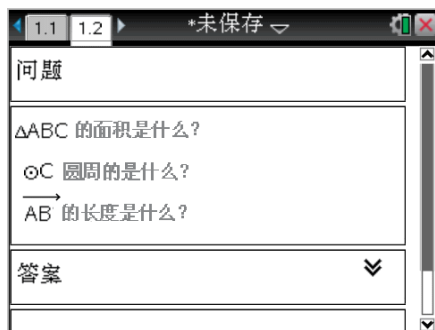 1.1 1.2 *未保存
问题
△ABC 的面积是什么?
⊙C 圆周的是什么?
AB 的长度是什么?
答案